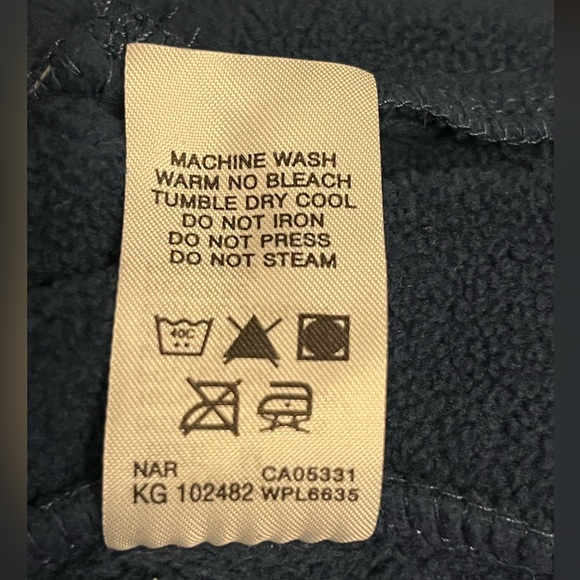 MACHINE WASH
WARM NO BLEACH
TUMBLE DRY COOL
DO NOT IRON
DO NOT PRESS
DO NOT STEAM
40C
NAR CA05331
KG 102482 WPL6635